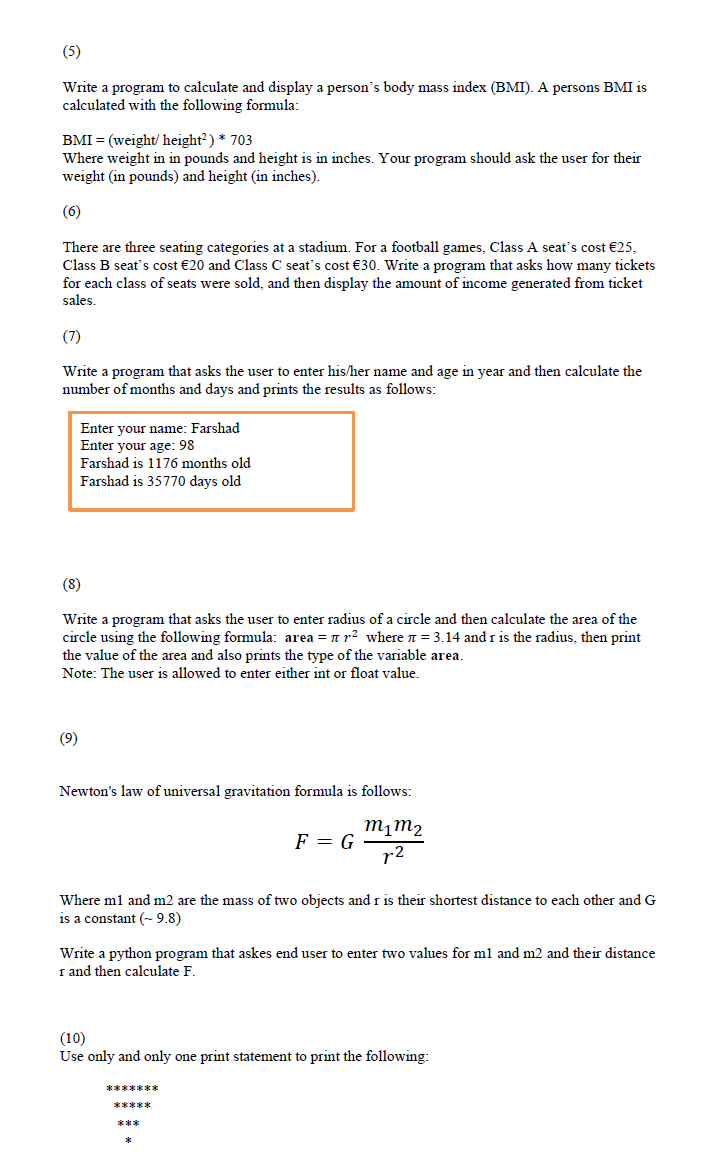 (5)
Write a program to calculate and display a person's body mass index (BMI). A persons BMI is
calculated with the following formula:
BMI = (weight/ height²) * 703
Where weight in in pounds and height is in inches. Your program should ask the user for their
weight (in pounds) and height (in inches).
(6)
There are three seating categories at a stadium. For a football games, Class A seat's cost €25,
Class B seat's cost €20 and Class C seat's cost €30. Write a program that asks how many tickets
for each class of seats were sold, and then display the amount of income generated from ticket
sales.
(7)
Write a program that asks the user to enter his/her name and age in year and then calculate the
number of months and days and prints the results as follows:
Enter your name: Farshad
Enter your age: 98
Farshad is 1176 months old
Farshad is 35770 days old
(8)
Write a program that asks the user to enter radius of a circle and then calculate the area of the
circle using the following formula: area = π r² where π = 3.14 and r is the radius, then print
the value of the area and also prints the type of the variable area.
Note: The user is allowed to enter either int or float value.
(9)
Newton's law of universal gravitation formula is follows:
F = G m₁m₂ / r²
Where m1 and m2 are the mass of two objects and r is their shortest distance to each other and G
is a constant (~ 9.8)
Write a python program that askes end user to enter two values for m1 and m2 and their distance
r and then calculate F.
(10)
Use only and only one print statement to print the following:
*******
*****
***
*